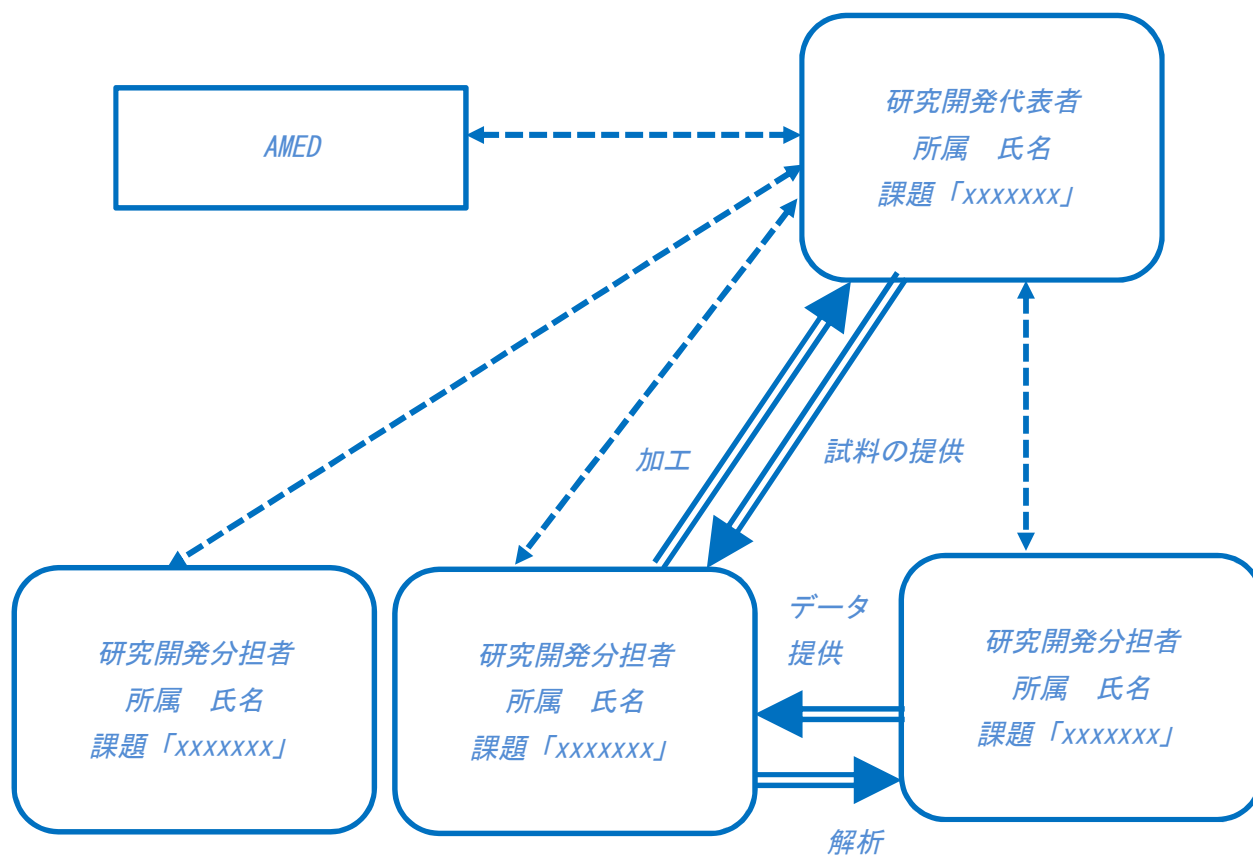 研究開発代表者
所属　氏名
課題「xxxxxxx」
AMED
加工
試料の提供
データ
提供
研究開発分担者
所属　氏名
課題「xxxxxxx」
研究開発分担者
所属　氏名
課題「xxxxxxx」
研究開発分担者
所属　氏名
課題「xxxxxxx」
解析